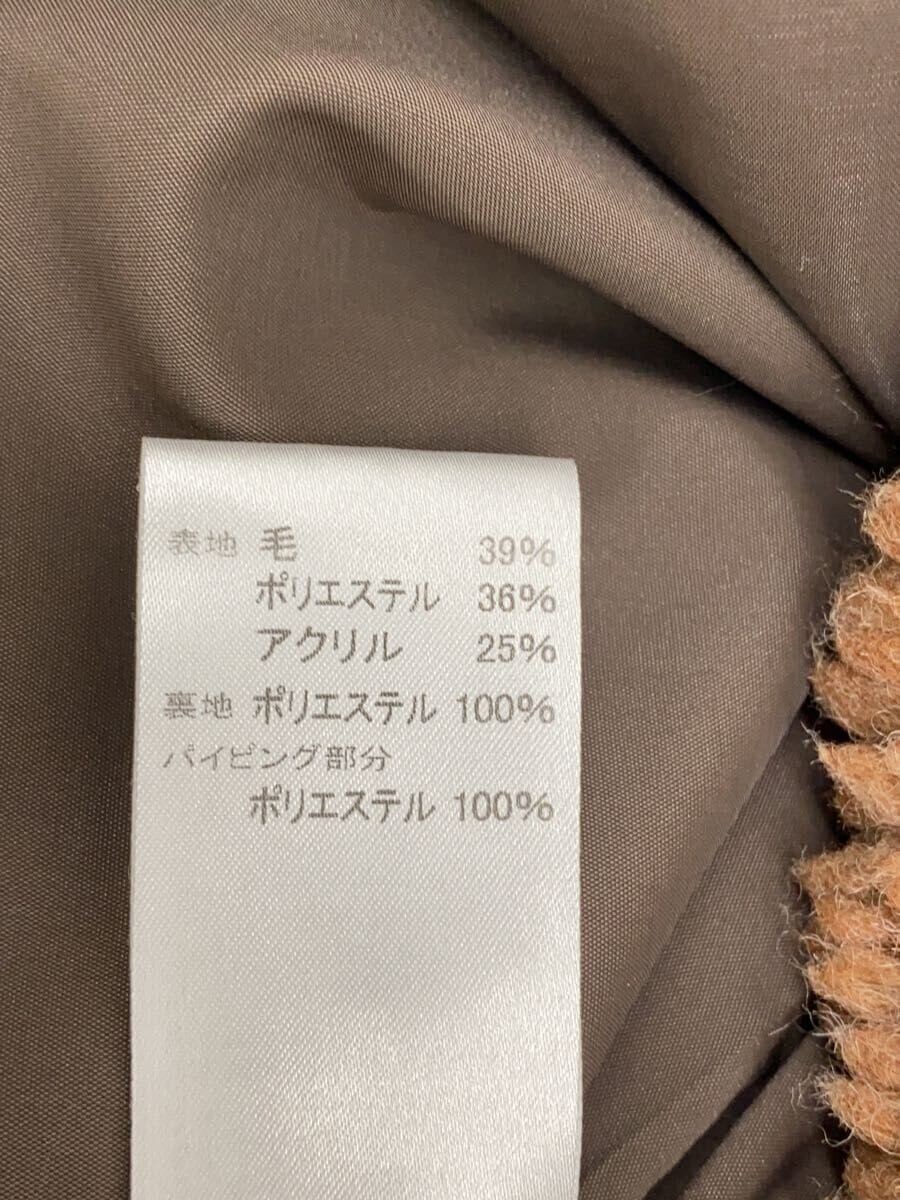 表地 毛 39%
ポリエステル 36%
アクリル 25%
裏地 ポリエステル 100%
パイピング部分
ポリエステル 100%